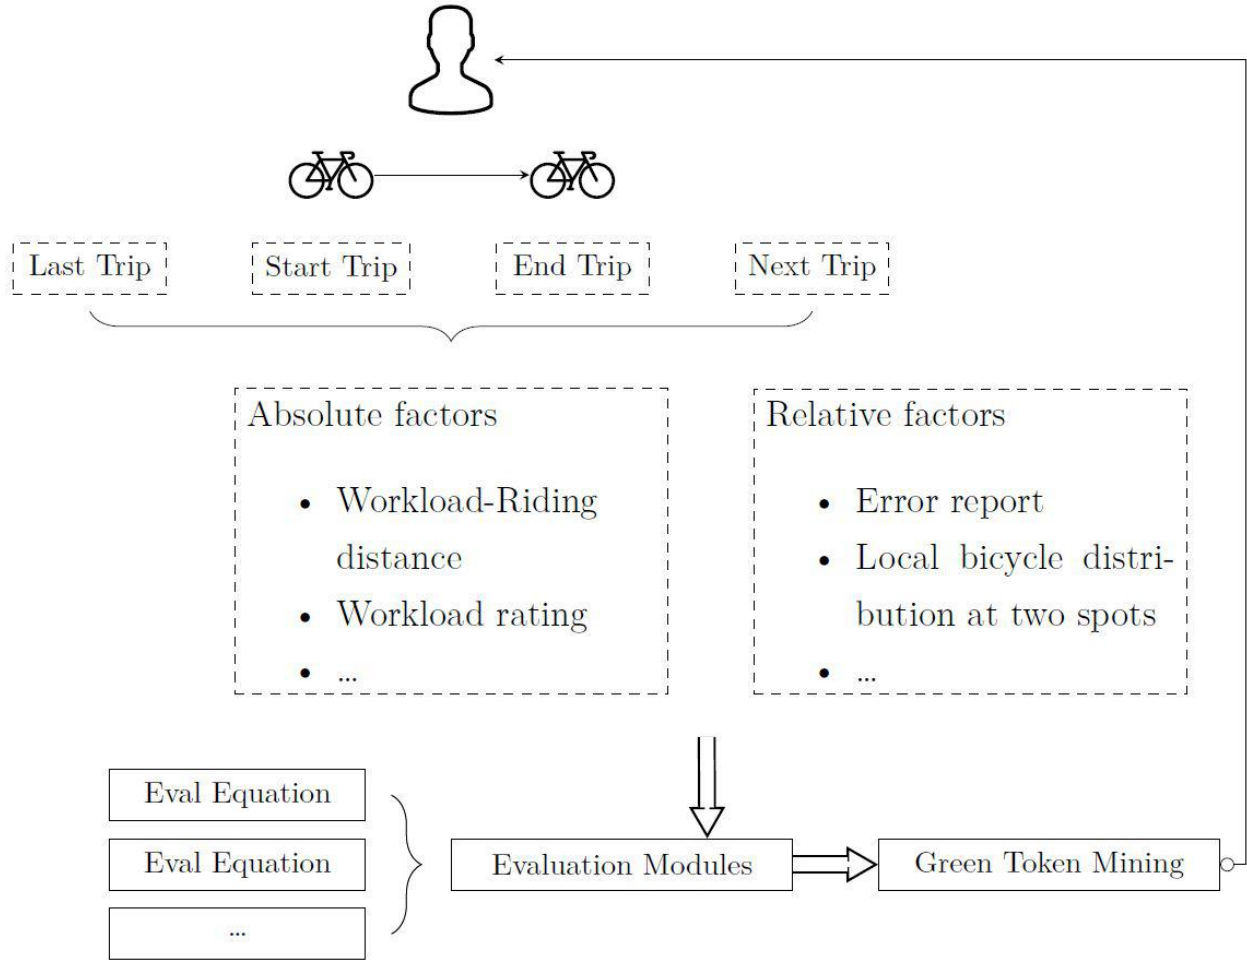 Last Trip
Start Trip
End Trip
Next Trip
Absolute factors
• Workload-Riding
distance
• Workload rating
• ...
Relative factors
• Error report
• Local bicycle distri-
bution at two spots
• ...
Eval Equation
Eval Equation
...
Evaluation Modules
Green Token Mining